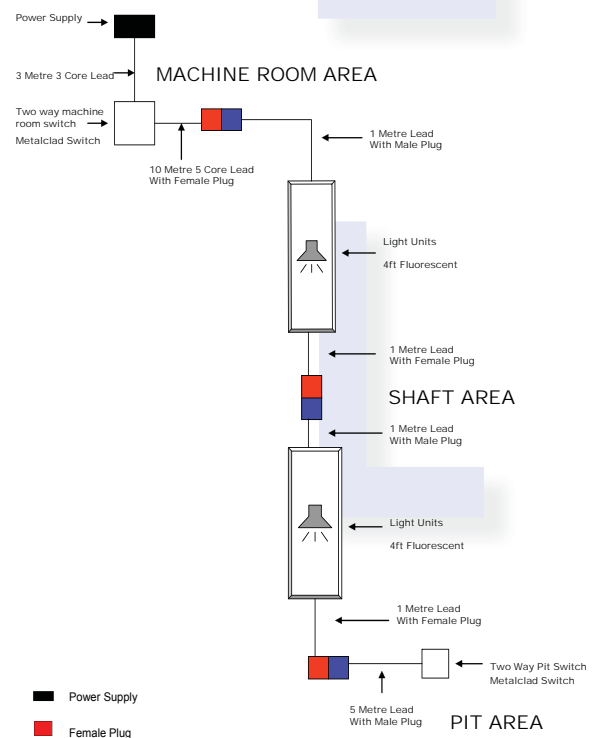 Power Supply
3 Metre 3 Core Lead
MACHINE ROOM AREA
Two way machine
room switch
Metalclad Switch
1 Metre Lead
With Male Plug
10 Metre 5 Core Lead
With Female Plug
Light Units
4ft Fluorescent
1 Metre Lead
With Female Plug
SHAFT AREA
1 Metre Lead
With Male Plug
Light Units
4ft Fluorescent
1 Metre Lead
With Female Plug
Two Way Pit Switch
Metalclad Switch
5 Metre Lead
With Male Plug
PIT AREA
Power Supply
Female Plug